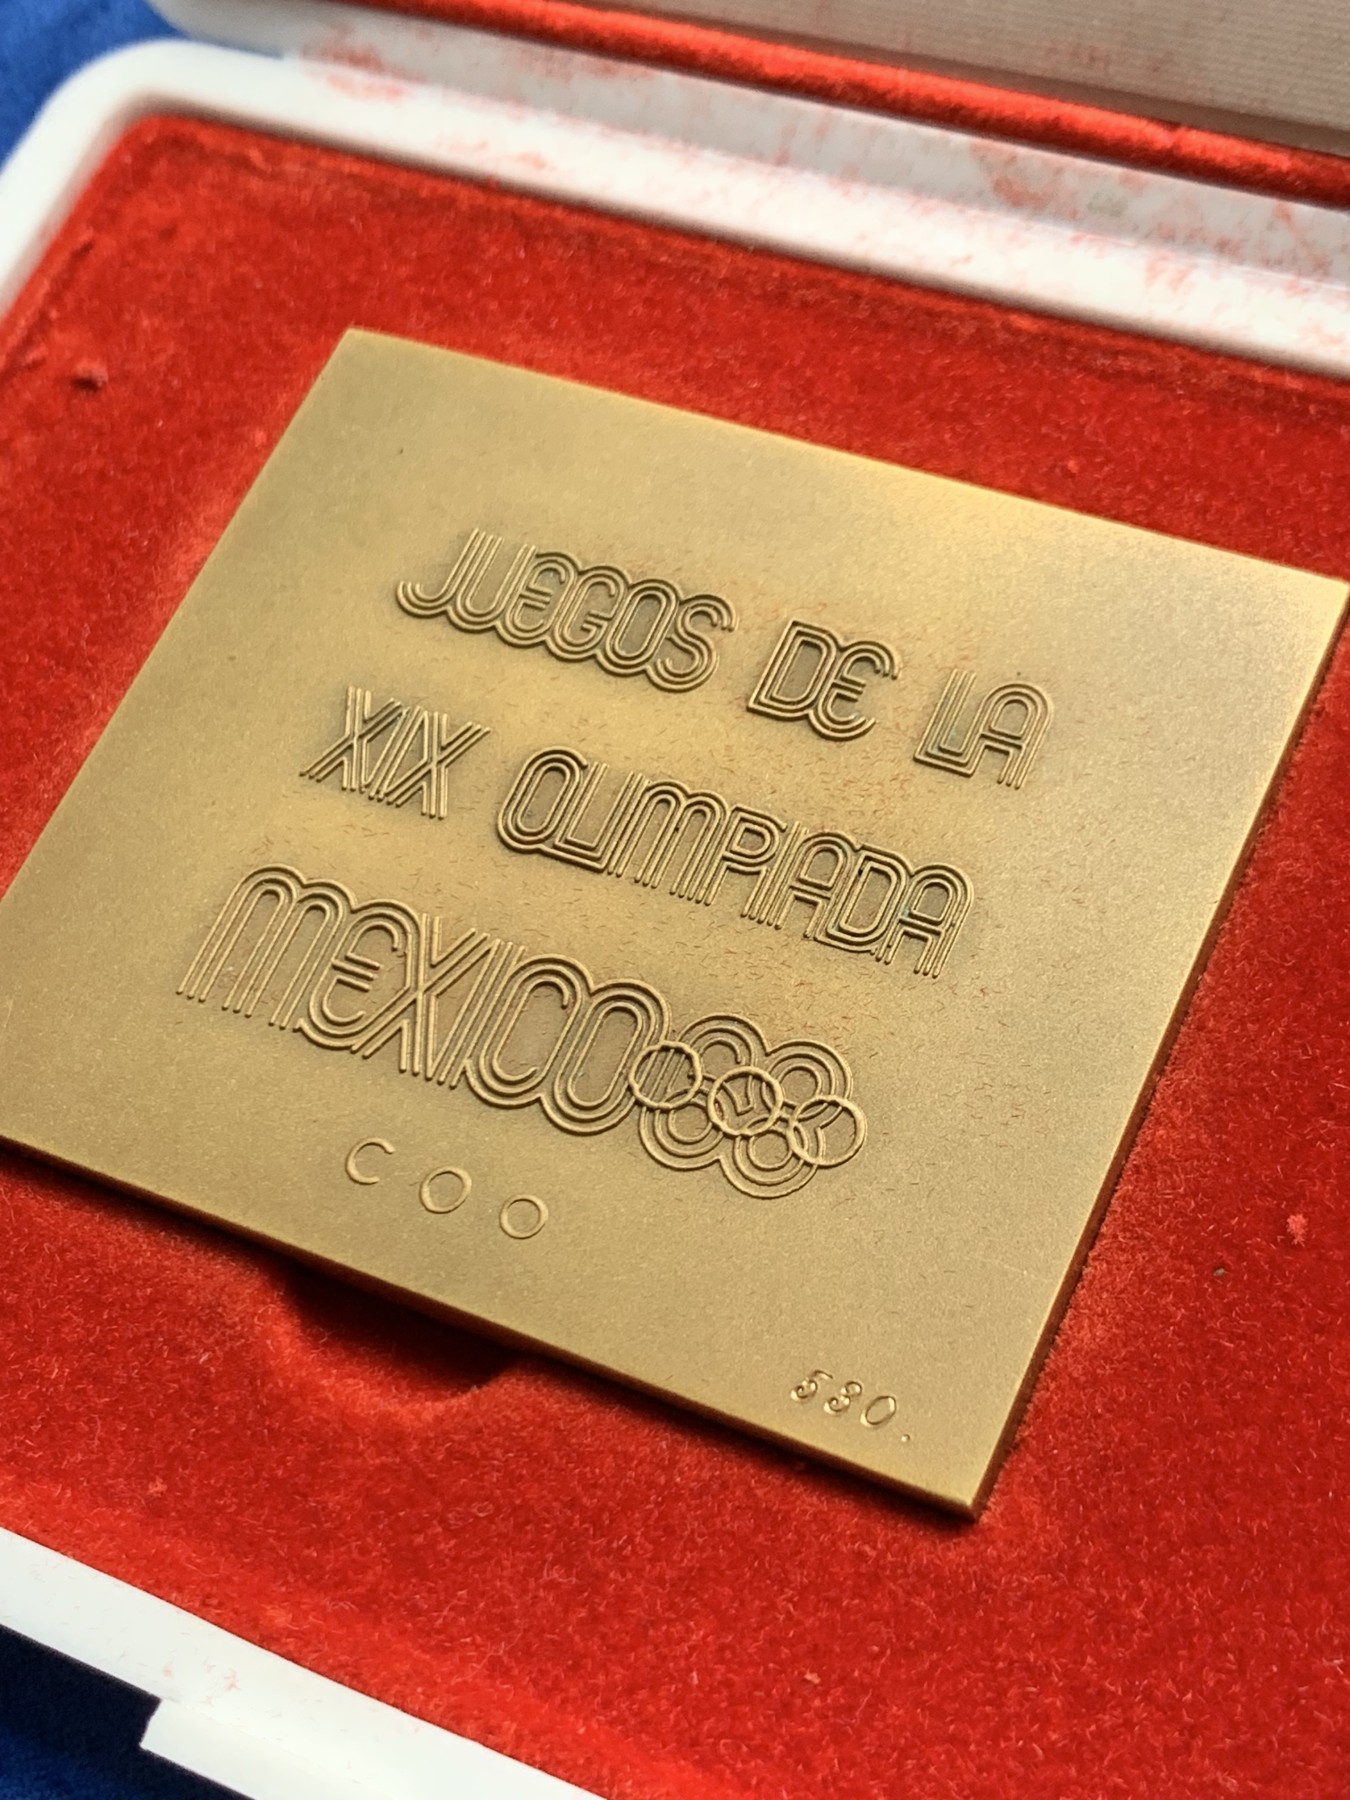 JUEGOS DE LA
XIX OLIMPIADA
MEXICO68
COO
530.